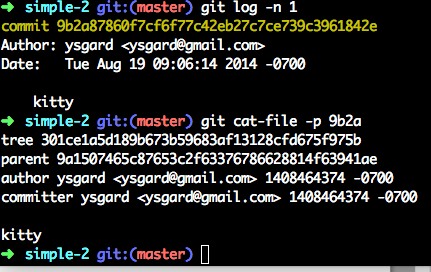 ➜ simple-2 git:(master) git log -n 1
commit 9b2a87860f7cf6f77c42eb27c7ce739c3961842e
Author: ysgard <ysgard@gmail.com>
Date: Tue Aug 19 09:06:14 2014 -0700
kitty
➜ simple-2 git:(master) git cat-file -p 9b2a
tree 301ce1a5d189b673b59683af13128cfd675f975b
parent 9a1507465c87653c2f63376786628814f63941ae
author ysgard <ysgard@gmail.com> 1408464374 -0700
committer ysgard <ysgard@gmail.com> 1408464374 -0700
kitty
➜ simple-2 git:(master)